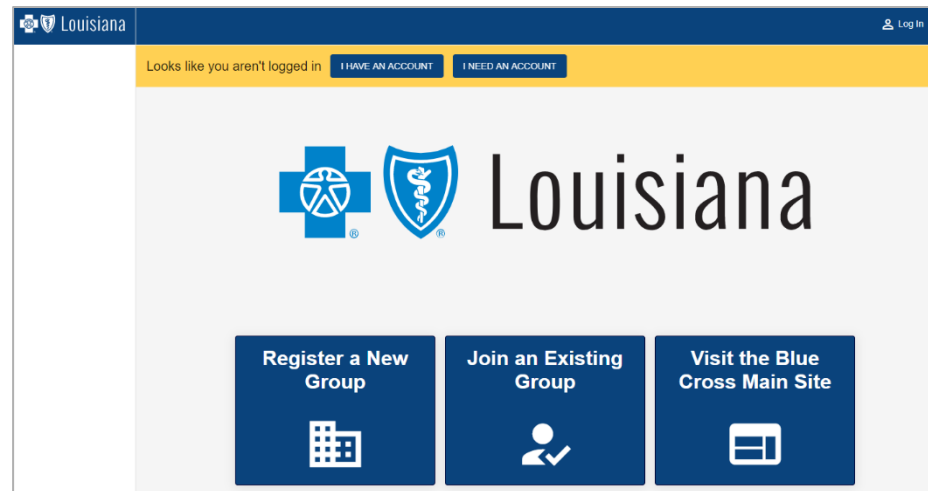 Louisiana
Log In
Looks like you aren't logged in I HAVE AN ACCOUNT I NEED AN ACCOUNT
® ® Louisiana
Register a New
Group
Join an Existing
Group
Visit the Blue
Cross Main Site